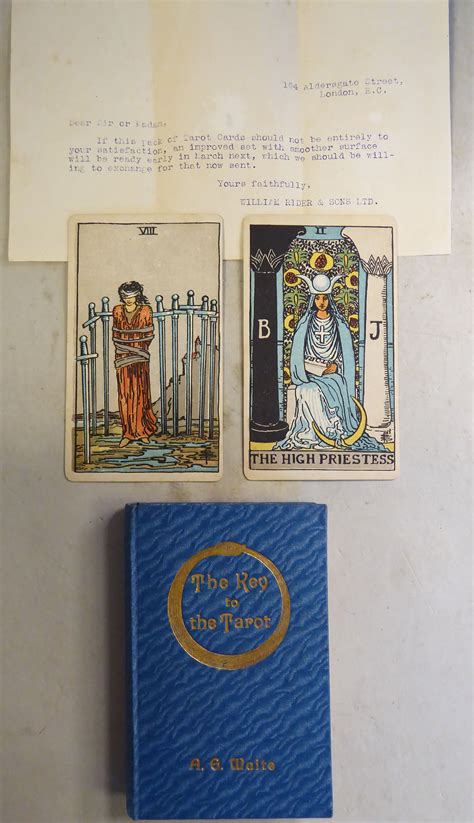 164 Aldersgate Street,
London, E.C.
Dear Sir or Madam,
If this pack of Tarot Cards should not be entirely to
your satisfaction, an improved set with smoother surface
will be ready early in March next, which we should be will-
ing to exchange for that now sent.
Yours faithfully,
WILLIAM RIDER & SONS LTD.
VIII
II
B
J
THE HIGH PRIESTESS
The Key
to
the Tarot
A. E. Waite